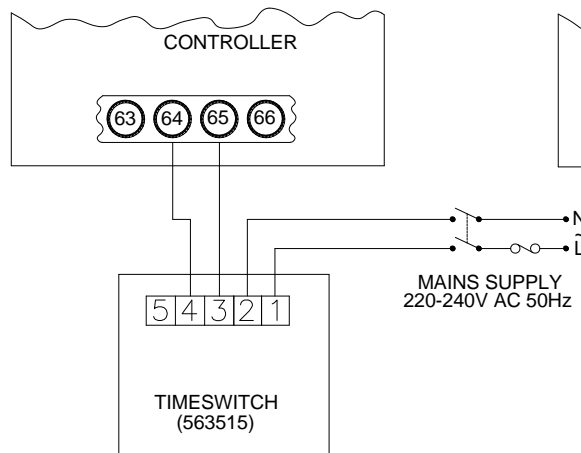 CONTROLLER
63 64 65 66
N
~
L
MAINS SUPPLY
220-240V AC 50Hz
5 4 3 2 1
TIMESWITCH
(563515)